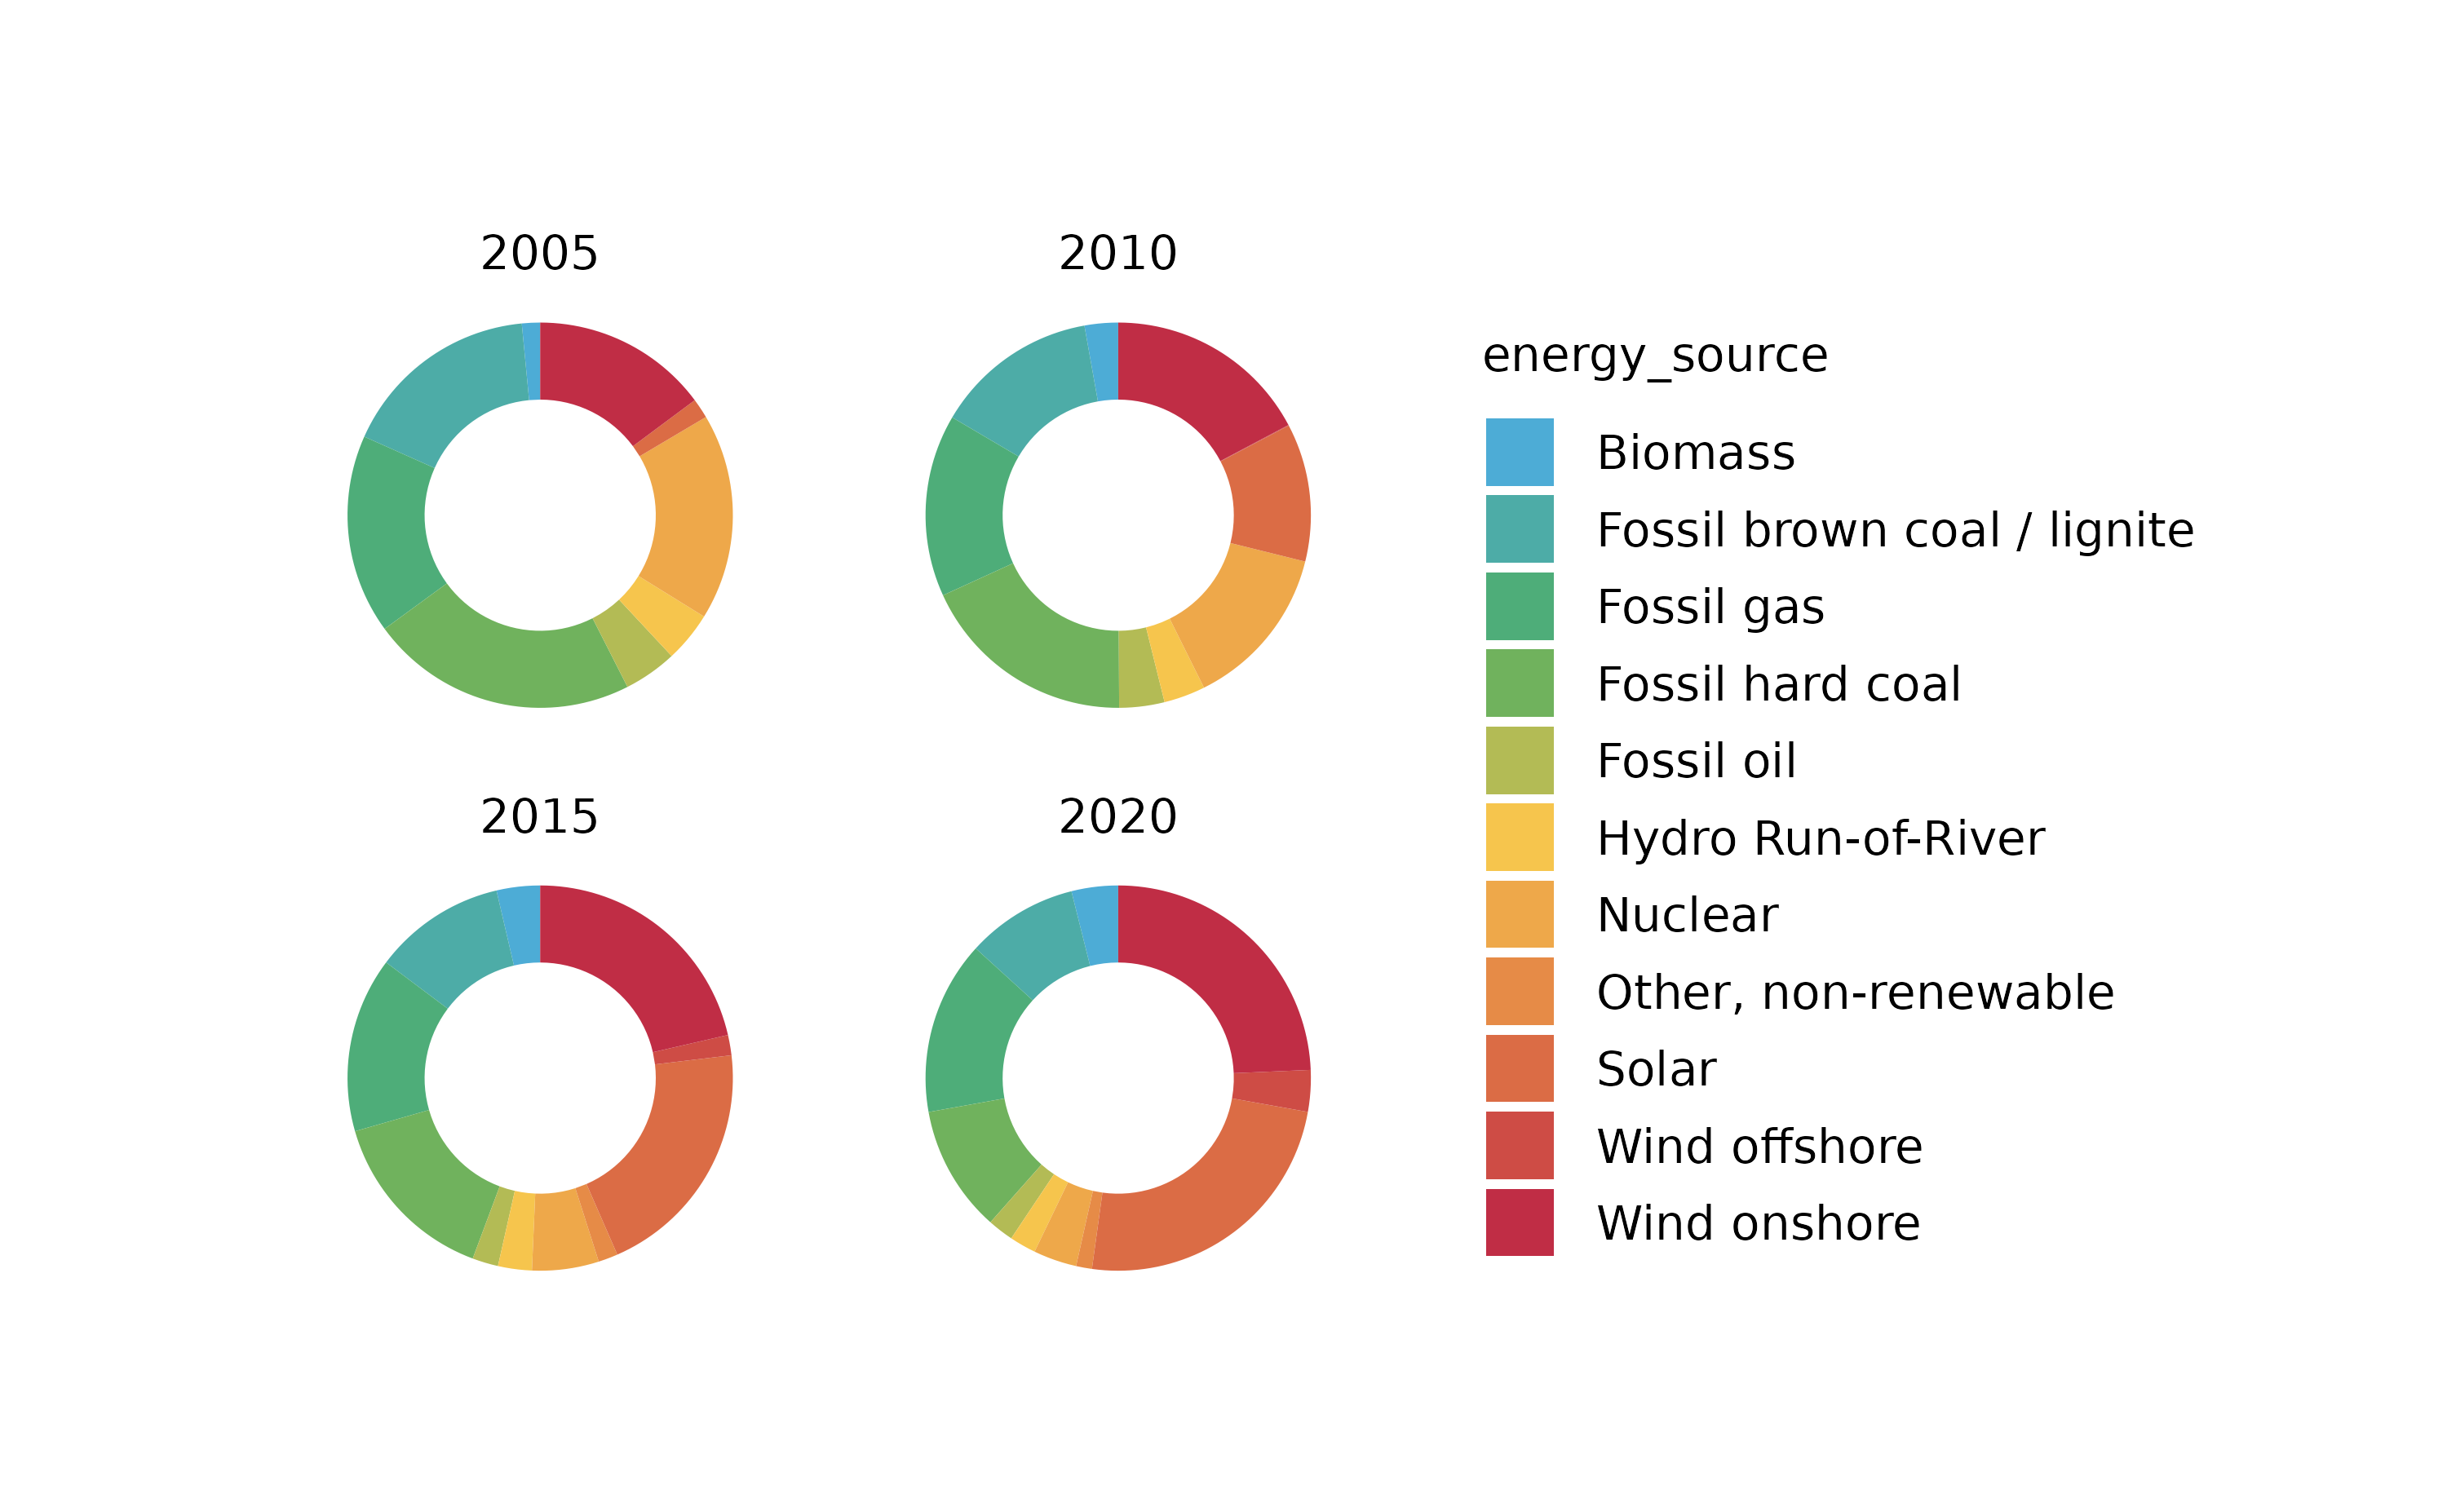 2005
2010
2015
2020
energy_source
Biomass
Fossil brown coal / lignite
Fossil gas
Fossil hard coal
Fossil oil
Hydro Run-of-River
Nuclear
Other, non-renewable
Solar
Wind offshore
Wind onshore